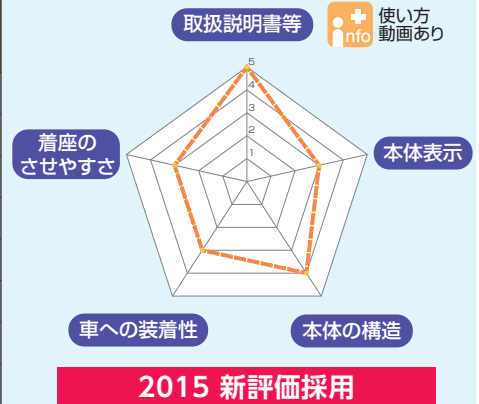 取扱説明書等
nfo
使い方
動画あり
5
4
3
2
1
着座の
させやすさ
本体表示
車への装着性
本体の構造
2015 新評価採用